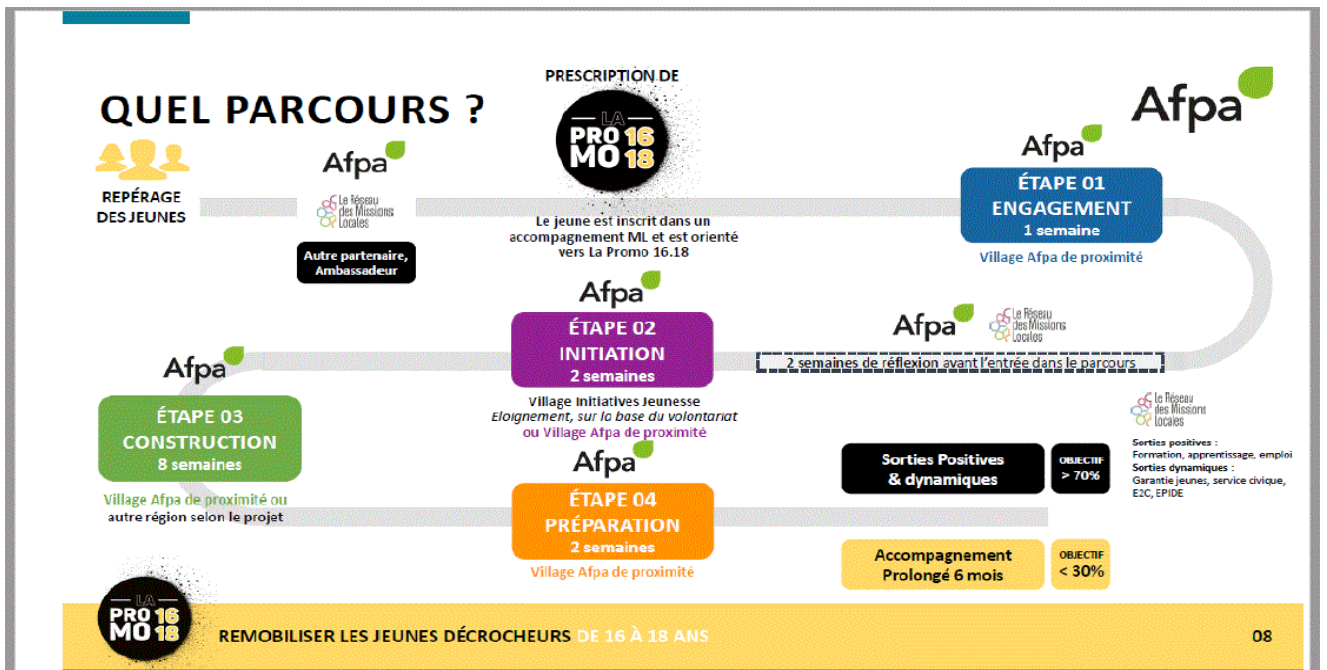 QUEL PARCOURS ?
REPÉRAGE
DES JEUNES
Afpa
Le Réseau
des Missions
Locales
Autre partenaire,
Ambassadeur
PRESCRIPTION DE
LA
PRO 16
MO 18
Le jeune est inscrit dans un
accompagnement ML et est orienté
vers La Promo 16.18
Afpa
Afpa
ÉTAPE 01
ENGAGEMENT
1 semaine
Village Afpa de proximité
Afpa
Le Réseau
des Missions
Locales
2 semaines de réflexion avant l'entrée dans le parcours
Afpa
ÉTAPE 02
INITIATION
2 semaines
Village Initiatives Jeunesse
Eloignement, sur la base du volontariat
ou Village Afpa de proximité
Afpa
ÉTAPE 03
CONSTRUCTION
8 semaines
Village Afpa de proximité ou
autre région selon le projet
Afpa
ÉTAPE 04
PRÉPARATION
2 semaines
Village Afpa de proximité
Sorties Positives
& dynamiques
OBJECTIF
> 70%
Le Réseau
des Missions
Locales
Sorties positives :
Formation, apprentissage, emploi
Sorties dynamiques :
Garantie jeunes, service civique,
E2C, EPIDE
Accompagnement
Prolongé 6 mois
OBJECTIF
< 30%
LA
PRO 16
MO 18
REMOBILISER LES JEUNES DÉCROCHEURS DE 16 À 18 ANS
08